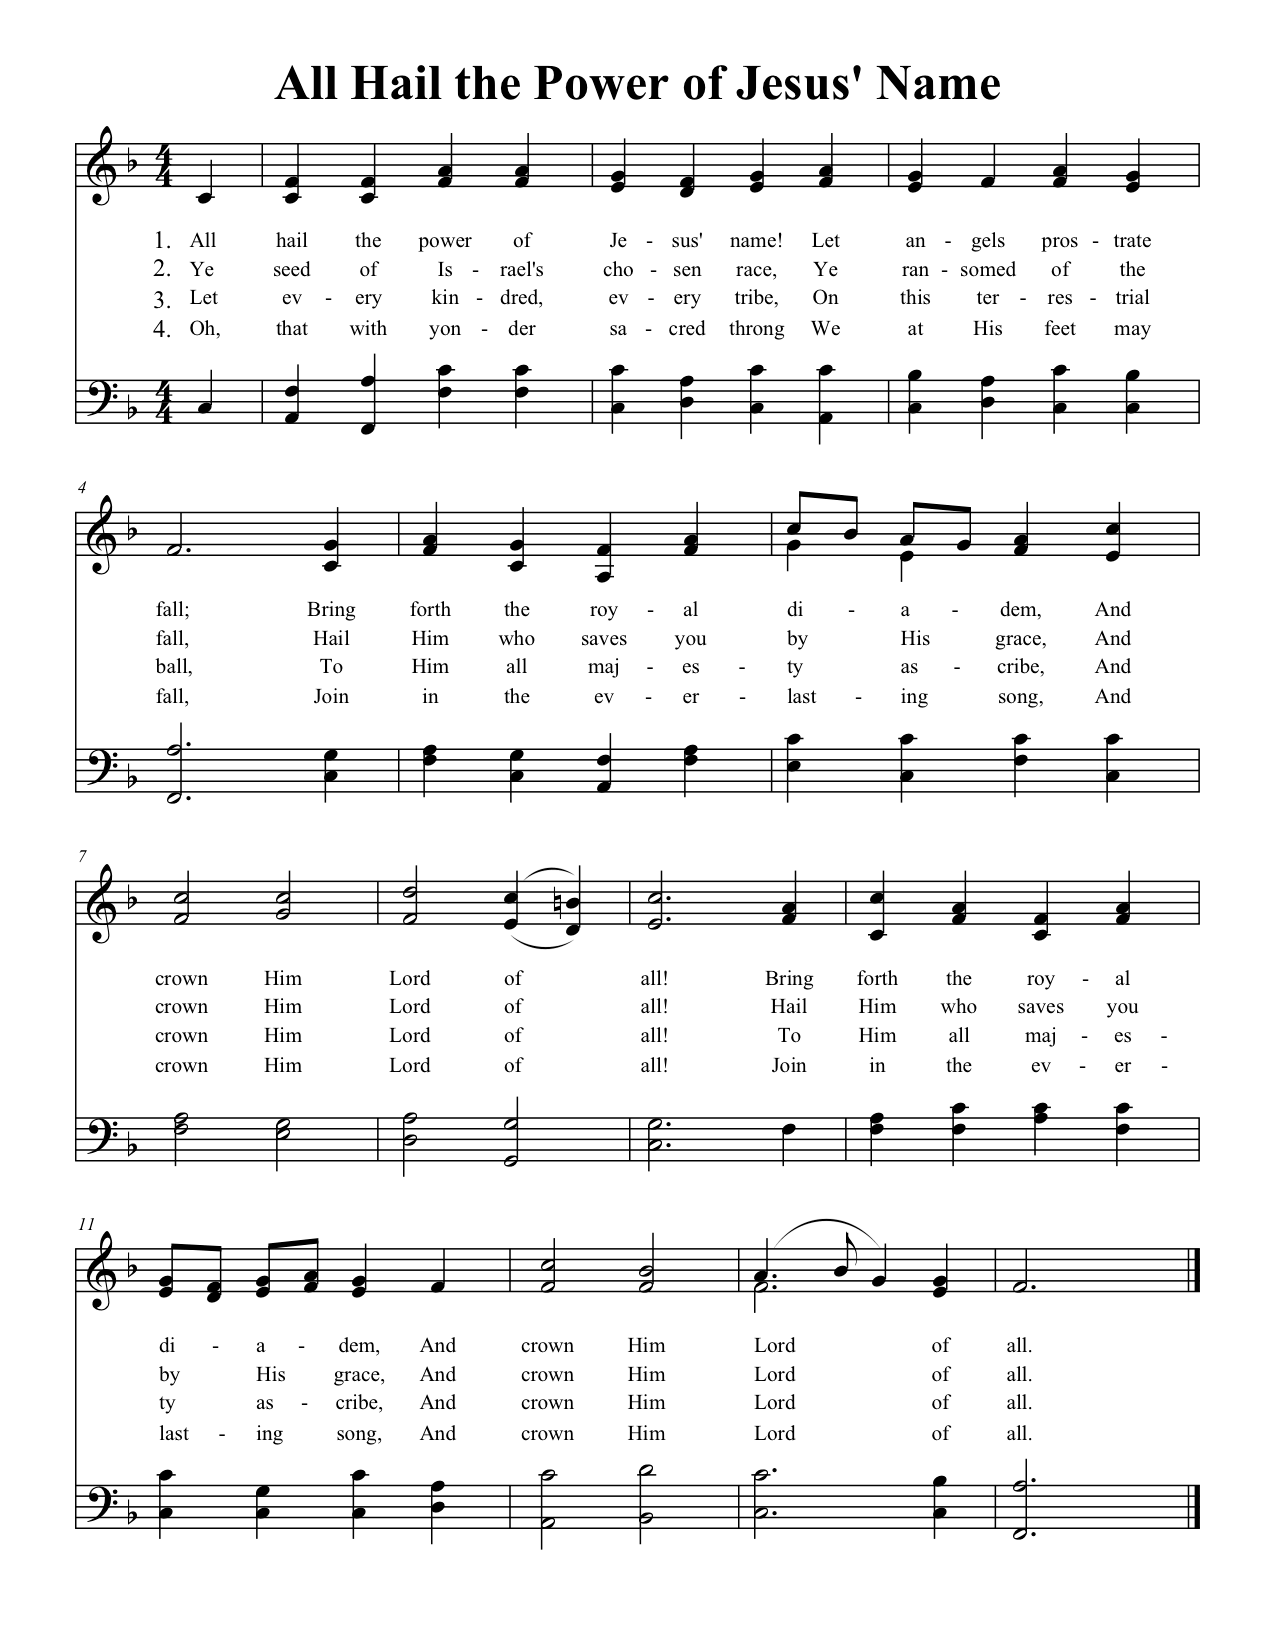 All Hail the Power of Jesus' Name
4 4
1. All hail the power of Je - sus' name! Let an - gels pros - trate
2. Ye seed of Is - rael's cho - sen race, Ye ran - somed of the
3. Let ev - ery kin - dred, ev - ery tribe, On this ter - res - trial
4. Oh, that with yon - der sa - cred throng We at His feet may
4 4
4
fall; Bring forth the roy - al di - a - dem, And
fall, Hail Him who saves you by His grace, And
ball, To Him all maj - es - ty as - cribe, And
fall, Join in the ev - er - last - ing song, And
7
crown Him Lord of all! Bring forth the roy - al
crown Him Lord of all! Hail Him who saves you
crown Him Lord of all! To Him all maj - es -
crown Him Lord of all! Join in the ev - er -
11
di - a - dem, And crown Him Lord of all.
by His grace, And crown Him Lord of all.
ty as - cribe, And crown Him Lord of all.
last - ing song, And crown Him Lord of all.